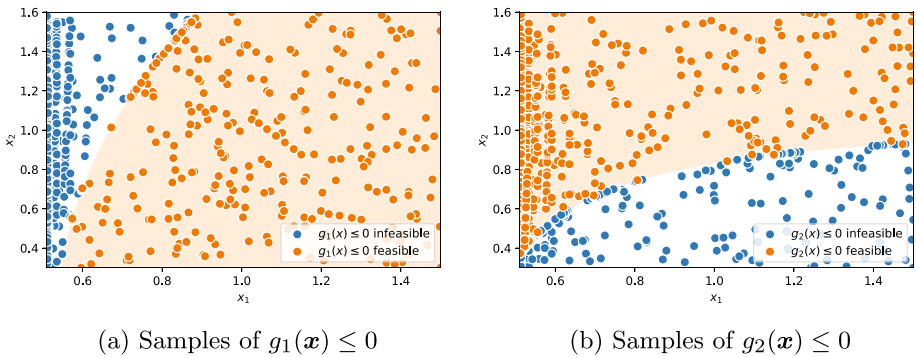 1.6
1.4
1.2
1.0
0.8
0.6
0.4
x₂
0.6 0.8 1.0 1.2 1.4
x₁
g₁(x) ≤ 0 infeasible
g₁(x) ≤ 0 feasible
(a) Samples of g₁(𝒙) ≤ 0
1.6
1.4
1.2
1.0
0.8
0.6
0.4
x₂
0.6 0.8 1.0 1.2 1.4
x₁
g₂(x) ≤ 0 infeasible
g₂(x) ≤ 0 feasible
(b) Samples of g₂(𝒙) ≤ 0